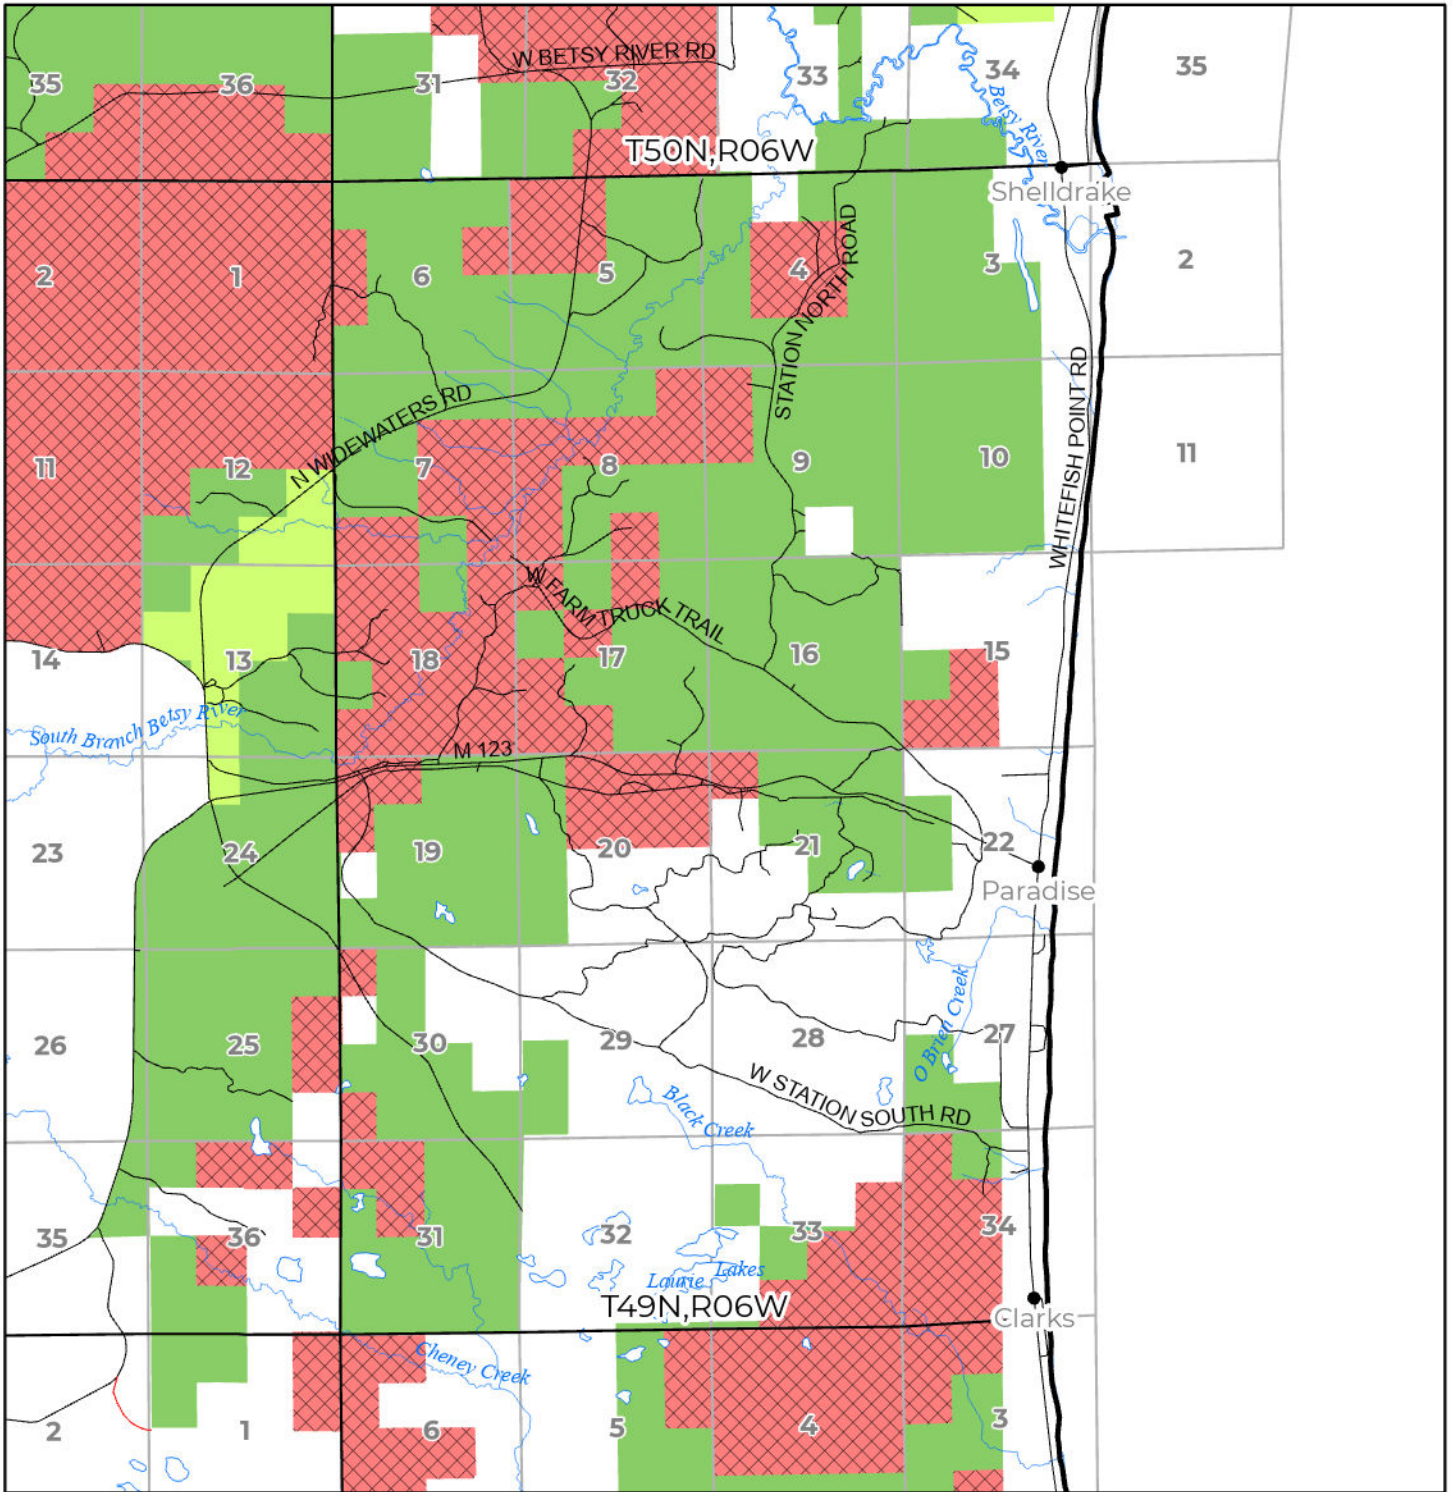 W BETSY RIVER RD
35
36
31
32
33
34
35
Betsy River
T50N,R06W
Shelldrake
2
1
6
5
4
3
2
STATION NORTH ROAD
WHITEFISH POINT RD
N WIDEWATERS RD
11
12
7
8
9
10
11
W FARM TRUCK TRAIL
14
13
18
17
16
15
South Branch Betsy River
M 123
23
24
19
20
21
22
Paradise
O Brien Creek
26
25
30
29
28
27
W STATION SOUTH RD
Black Creek
35
36
31
32
33
34
Laurie Lakes
T49N,R06W
Clarks
Cheney Creek
2
1
6
5
4
3